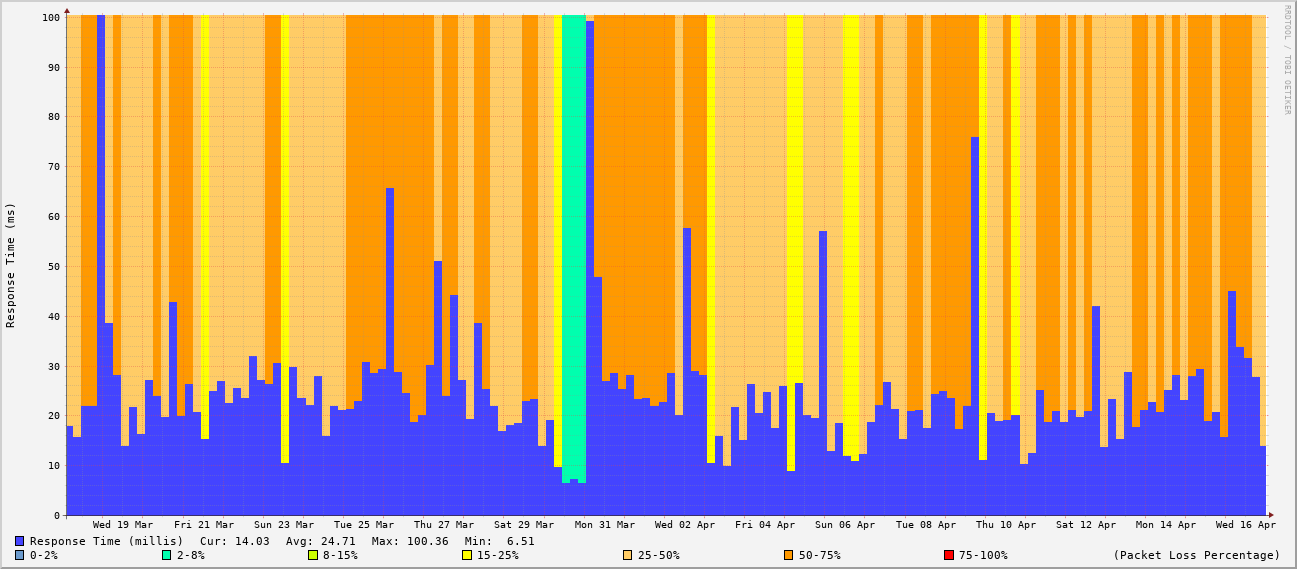 RRDTOOL / TOBI OETIKER
Response Time (ms)
100
90
80
70
60
50
40
30
20
10
0
Wed 19 Mar Fri 21 Mar Sun 23 Mar Tue 25 Mar Thu 27 Mar Sat 29 Mar Mon 31 Mar Wed 02 Apr Fri 04 Apr Sun 06 Apr Tue 08 Apr Thu 10 Apr Sat 12 Apr Mon 14 Apr Wed 16 Apr
Response Time (millis) Cur: 14.03 Avg: 24.71 Max: 100.36 Min: 6.51
0-2% 2-8% 8-15% 15-25% 25-50% 50-75% 75-100% (Packet Loss Percentage)